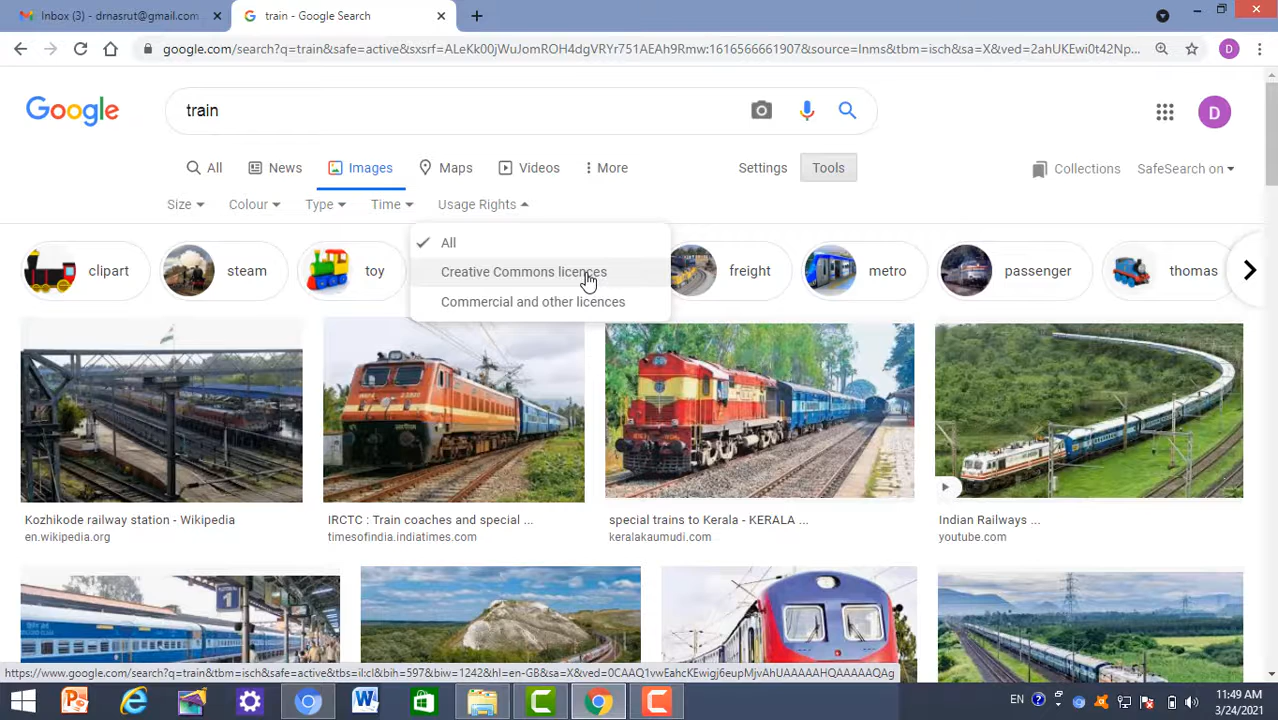 Inbox (3) - drnasrut@gmail.com
train - Google Search
google.com/search?q=train&safe=active&sxsrf=ALeKk00jWuJomROH4dgVRYr751AEAh9Rmw:1616566661907&source=lnms&tbm=isch&sa=X&ved=2ahUKEwi0t42Np...
D
Google
train
D
All
News
Images
Maps
Videos
More
Settings
Tools
Collections
SafeSearch on
Size
Colour
Type
Time
Usage Rights
All
Creative Commons licences
Commercial and other licences
clipart
steam
toy
freight
metro
passenger
thomas
Kozhikode railway station - Wikipedia
en.wikipedia.org
IRCTC : Train coaches and special ...
timesofindia.indiatimes.com
special trains to Kerala - KERALA ...
keralakaumudi.com
Indian Railways ...
youtube.com
1
https://www.google.com/search?q=train&tbm=isch&safe=active&tbs=il:cl&bih=597&biw=1242&hl=en-GB&sa=X&ved=0CAAQ1vwEahcKEwigj6eupMjvAhUAAAAAHQAAAAAQAg
EN
11:49 AM
3/24/2021